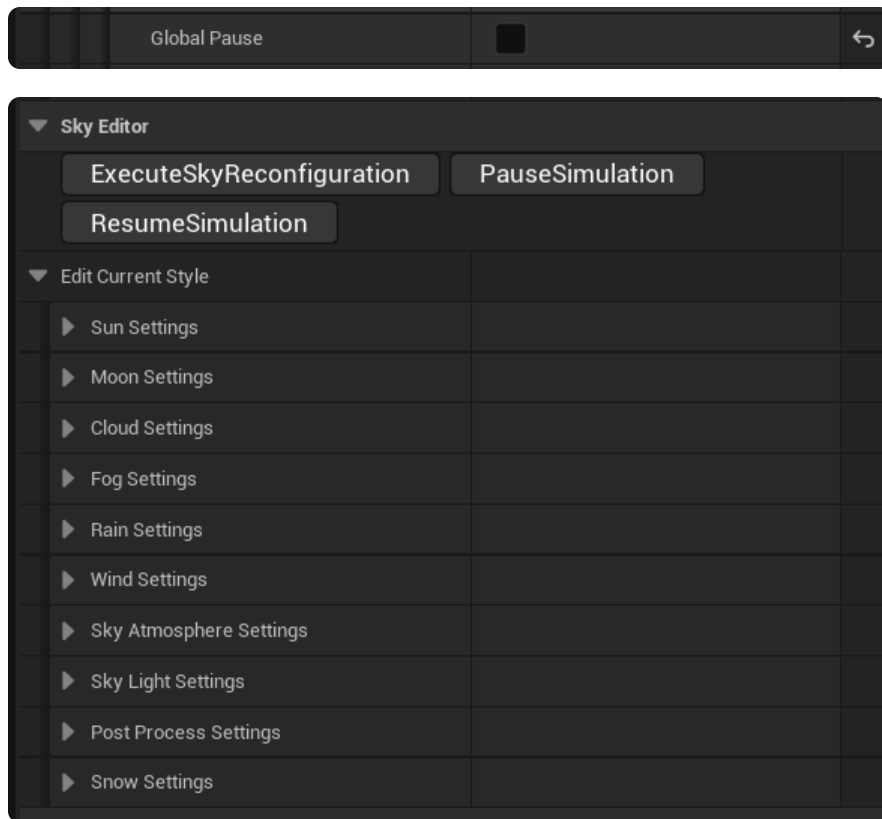 Global Pause
Sky Editor
ExecuteSkyReconfiguration PauseSimulation
ResumeSimulation
Edit Current Style
Sun Settings
Moon Settings
Cloud Settings
Fog Settings
Rain Settings
Wind Settings
Sky Atmosphere Settings
Sky Light Settings
Post Process Settings
Snow Settings